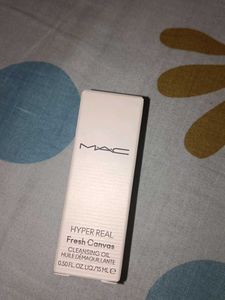 MAC
HYPER REAL
Fresh Canvas
CLEANSING OIL
HUILE DÉMAQUILLANTE
0.50 FL.OZ.LIQ./15 ML ℮